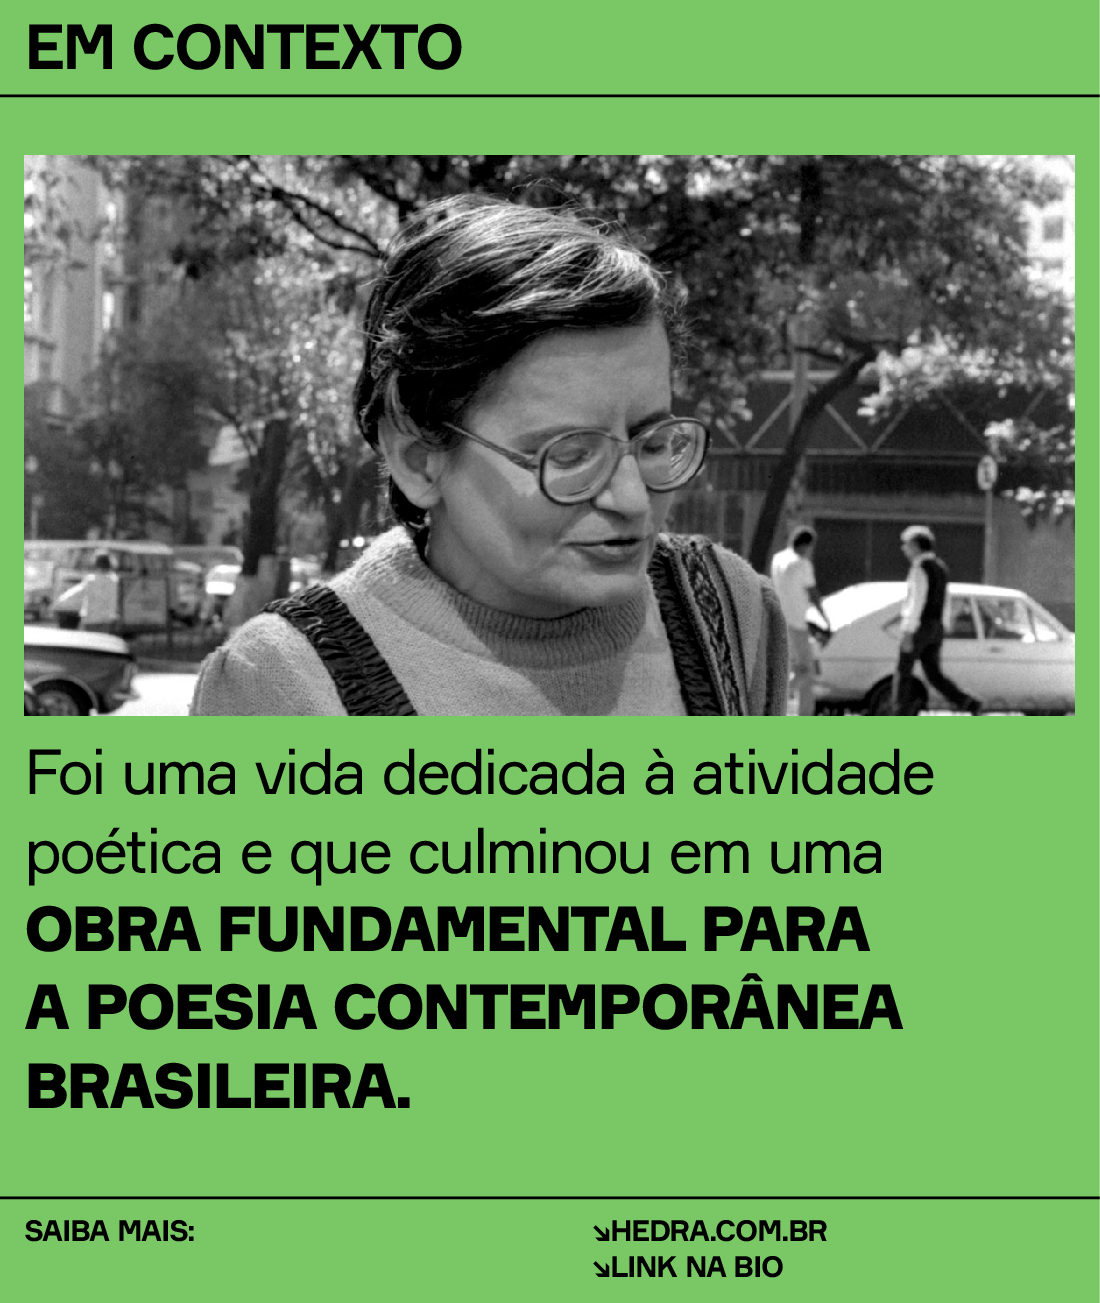 EM CONTEXTO
Foi uma vida dedicada à atividade
poética e que culminou em uma
OBRA FUNDAMENTAL PARA
A POESIA CONTEMPORÂNEA
BRASILEIRA.
SAIBA MAIS:
↘HEDRA.COM.BR
↘LINK NA BIO